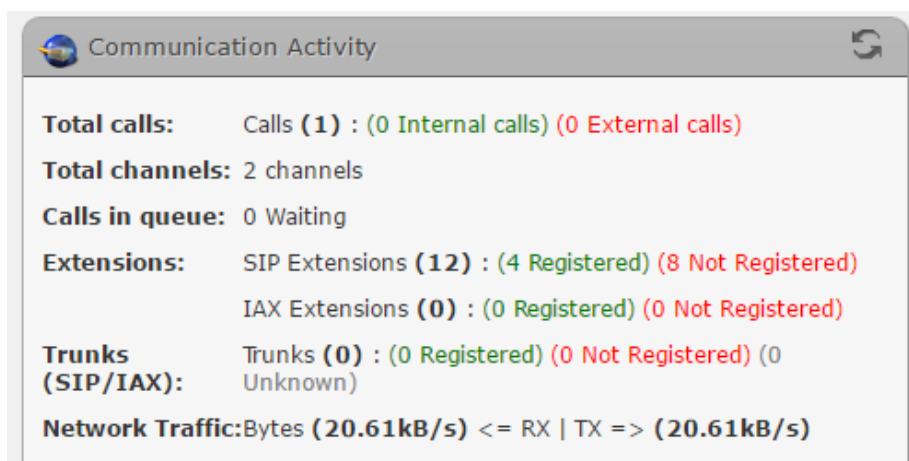 Communication Activity
Total calls: Calls (1) : (0 Internal calls) (0 External calls)
Total channels: 2 channels
Calls in queue: 0 Waiting
Extensions: SIP Extensions (12) : (4 Registered) (8 Not Registered)
IAX Extensions (0) : (0 Registered) (0 Not Registered)
Trunks (SIP/IAX): Trunks (0) : (0 Registered) (0 Not Registered) (0 Unknown)
Network Traffic:Bytes (20.61kB/s) <= RX | TX => (20.61kB/s)